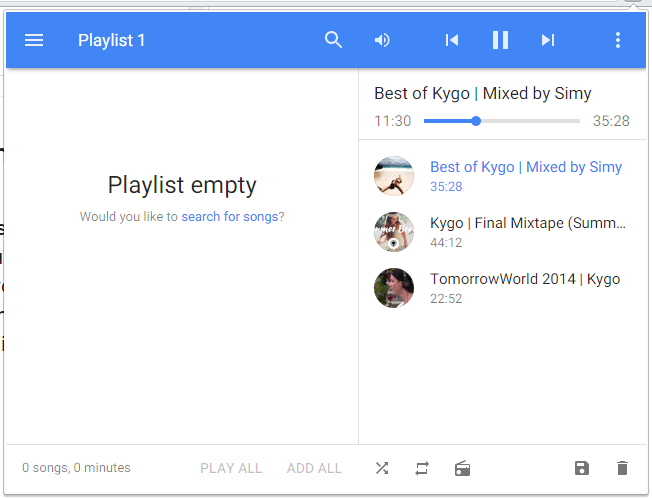 Playlist 1
Best of Kygo | Mixed by Simy
11:30 35:28
Playlist empty
Would you like to search for songs?
Best of Kygo | Mixed by Simy
35:28
Kygo | Final Mixtape (Summ...
44:12
TomorrowWorld 2014 | Kygo
22:52
0 songs, 0 minutes PLAY ALL ADD ALL